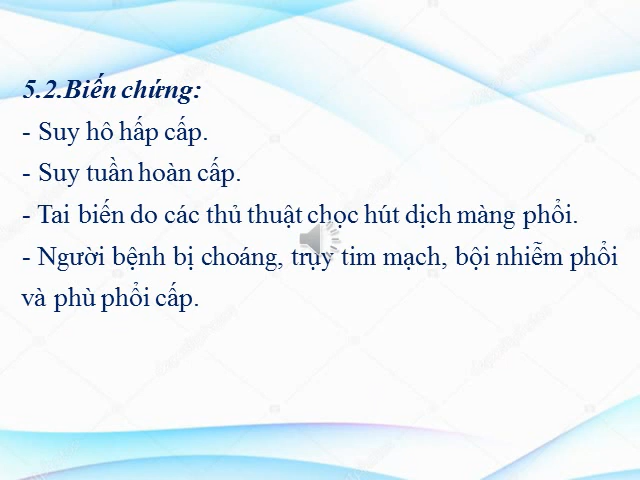 5.2.Biến chứng:
- Suy hô hấp cấp.
- Suy tuần hoàn cấp.
- Tai biến do các thủ thuật chọc hút dịch màng phổi.
- Người bệnh bị choáng, trụy tim mạch, bội nhiễm phổi
và phù phổi cấp.